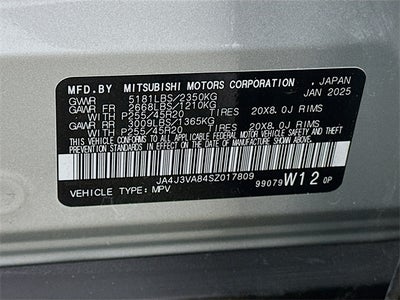 MFD.BY MITSUBISHI MOTORS CORPORATION , JAPAN
JAN 2025
GVWR 5181LBS/2350KG
GAWR FR 2668LBS/1210KG
WITH P255/45R20 TIRES 20X8.0J RIMS
GAWR RR 3009LBS/1365KG
WITH P255/45R20 TIRES 20X8.0J RIMS
THIS VEHICLE CONFORMS TO ALL APPLICABLE FEDERAL MOTOR VEHICLE SAFETY, BUMPER, AND THEFT
PREVENTION STANDARDS IN EFFECT ON THE DATE OF MANUFACTURE SHOWN ABOVE.
JA4J3VA84SZ017809
99079 W12 0P
VEHICLE TYPE: MPV